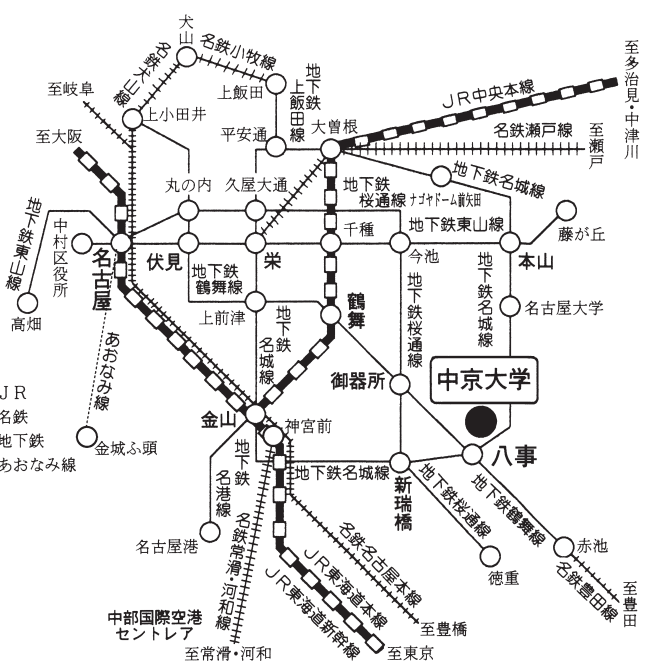 犬山
名鉄小牧線
名鉄犬山線
至岐阜
上飯田
地下鉄
上飯田線
JR中央本線
至多治見・中津川
上小田井
至大阪
平安通
大曽根
名鉄瀬戸線
至瀬戸
丸の内
久屋大通
地下鉄
桜通線
ナゴヤドーム前矢田
地下鉄名城線
地下鉄東山線
中村区役所
名古屋
伏見
栄
千種
地下鉄東山線
今池
本山
藤が丘
高畑
地下鉄
鶴舞線
上前津
地下鉄
名城線
鶴舞
地下鉄桜通線
地下鉄名城線
名古屋大学
あおなみ線
御器所
中京大学
JR
名鉄
地下鉄
あおなみ線
金城ふ頭
金山
神宮前
地下鉄
名港線
地下鉄名城線
新瑞橋
八事
名古屋港
名鉄常滑・河和線
名鉄名古屋本線
地下鉄桜通線
地下鉄鶴舞線
赤池
徳重
名鉄豊田線
至豊田
JR東海道本線
JR東海道新幹線
中部国際空港
セントレア
至常滑・河和
至東京
至豊橋